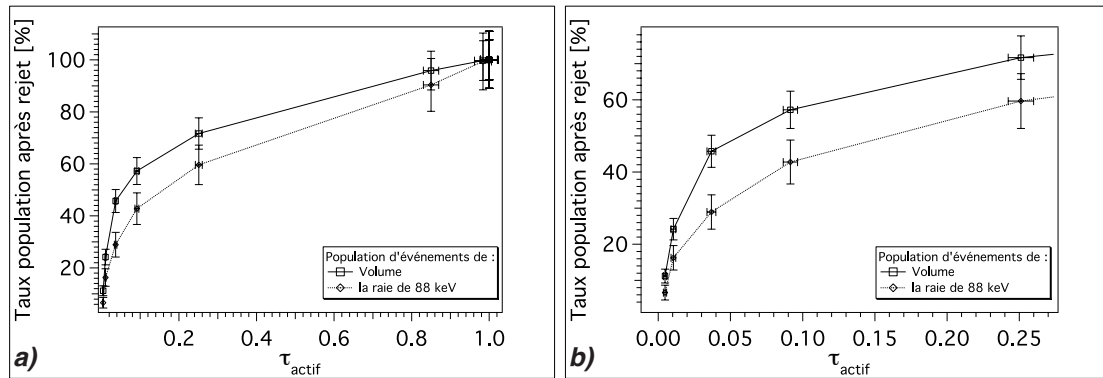 Taux population après rejet [%]
100
80
60
40
20
0.2
0.4
0.6
0.8
1.0
τactif
Population d'événements de :
Volume
la raie de 88 keV
a)
Taux population après rejet [%]
60
40
20
0.00
0.05
0.10
0.15
0.20
0.25
τactif
Population d'événements de :
Volume
la raie de 88 keV
b)